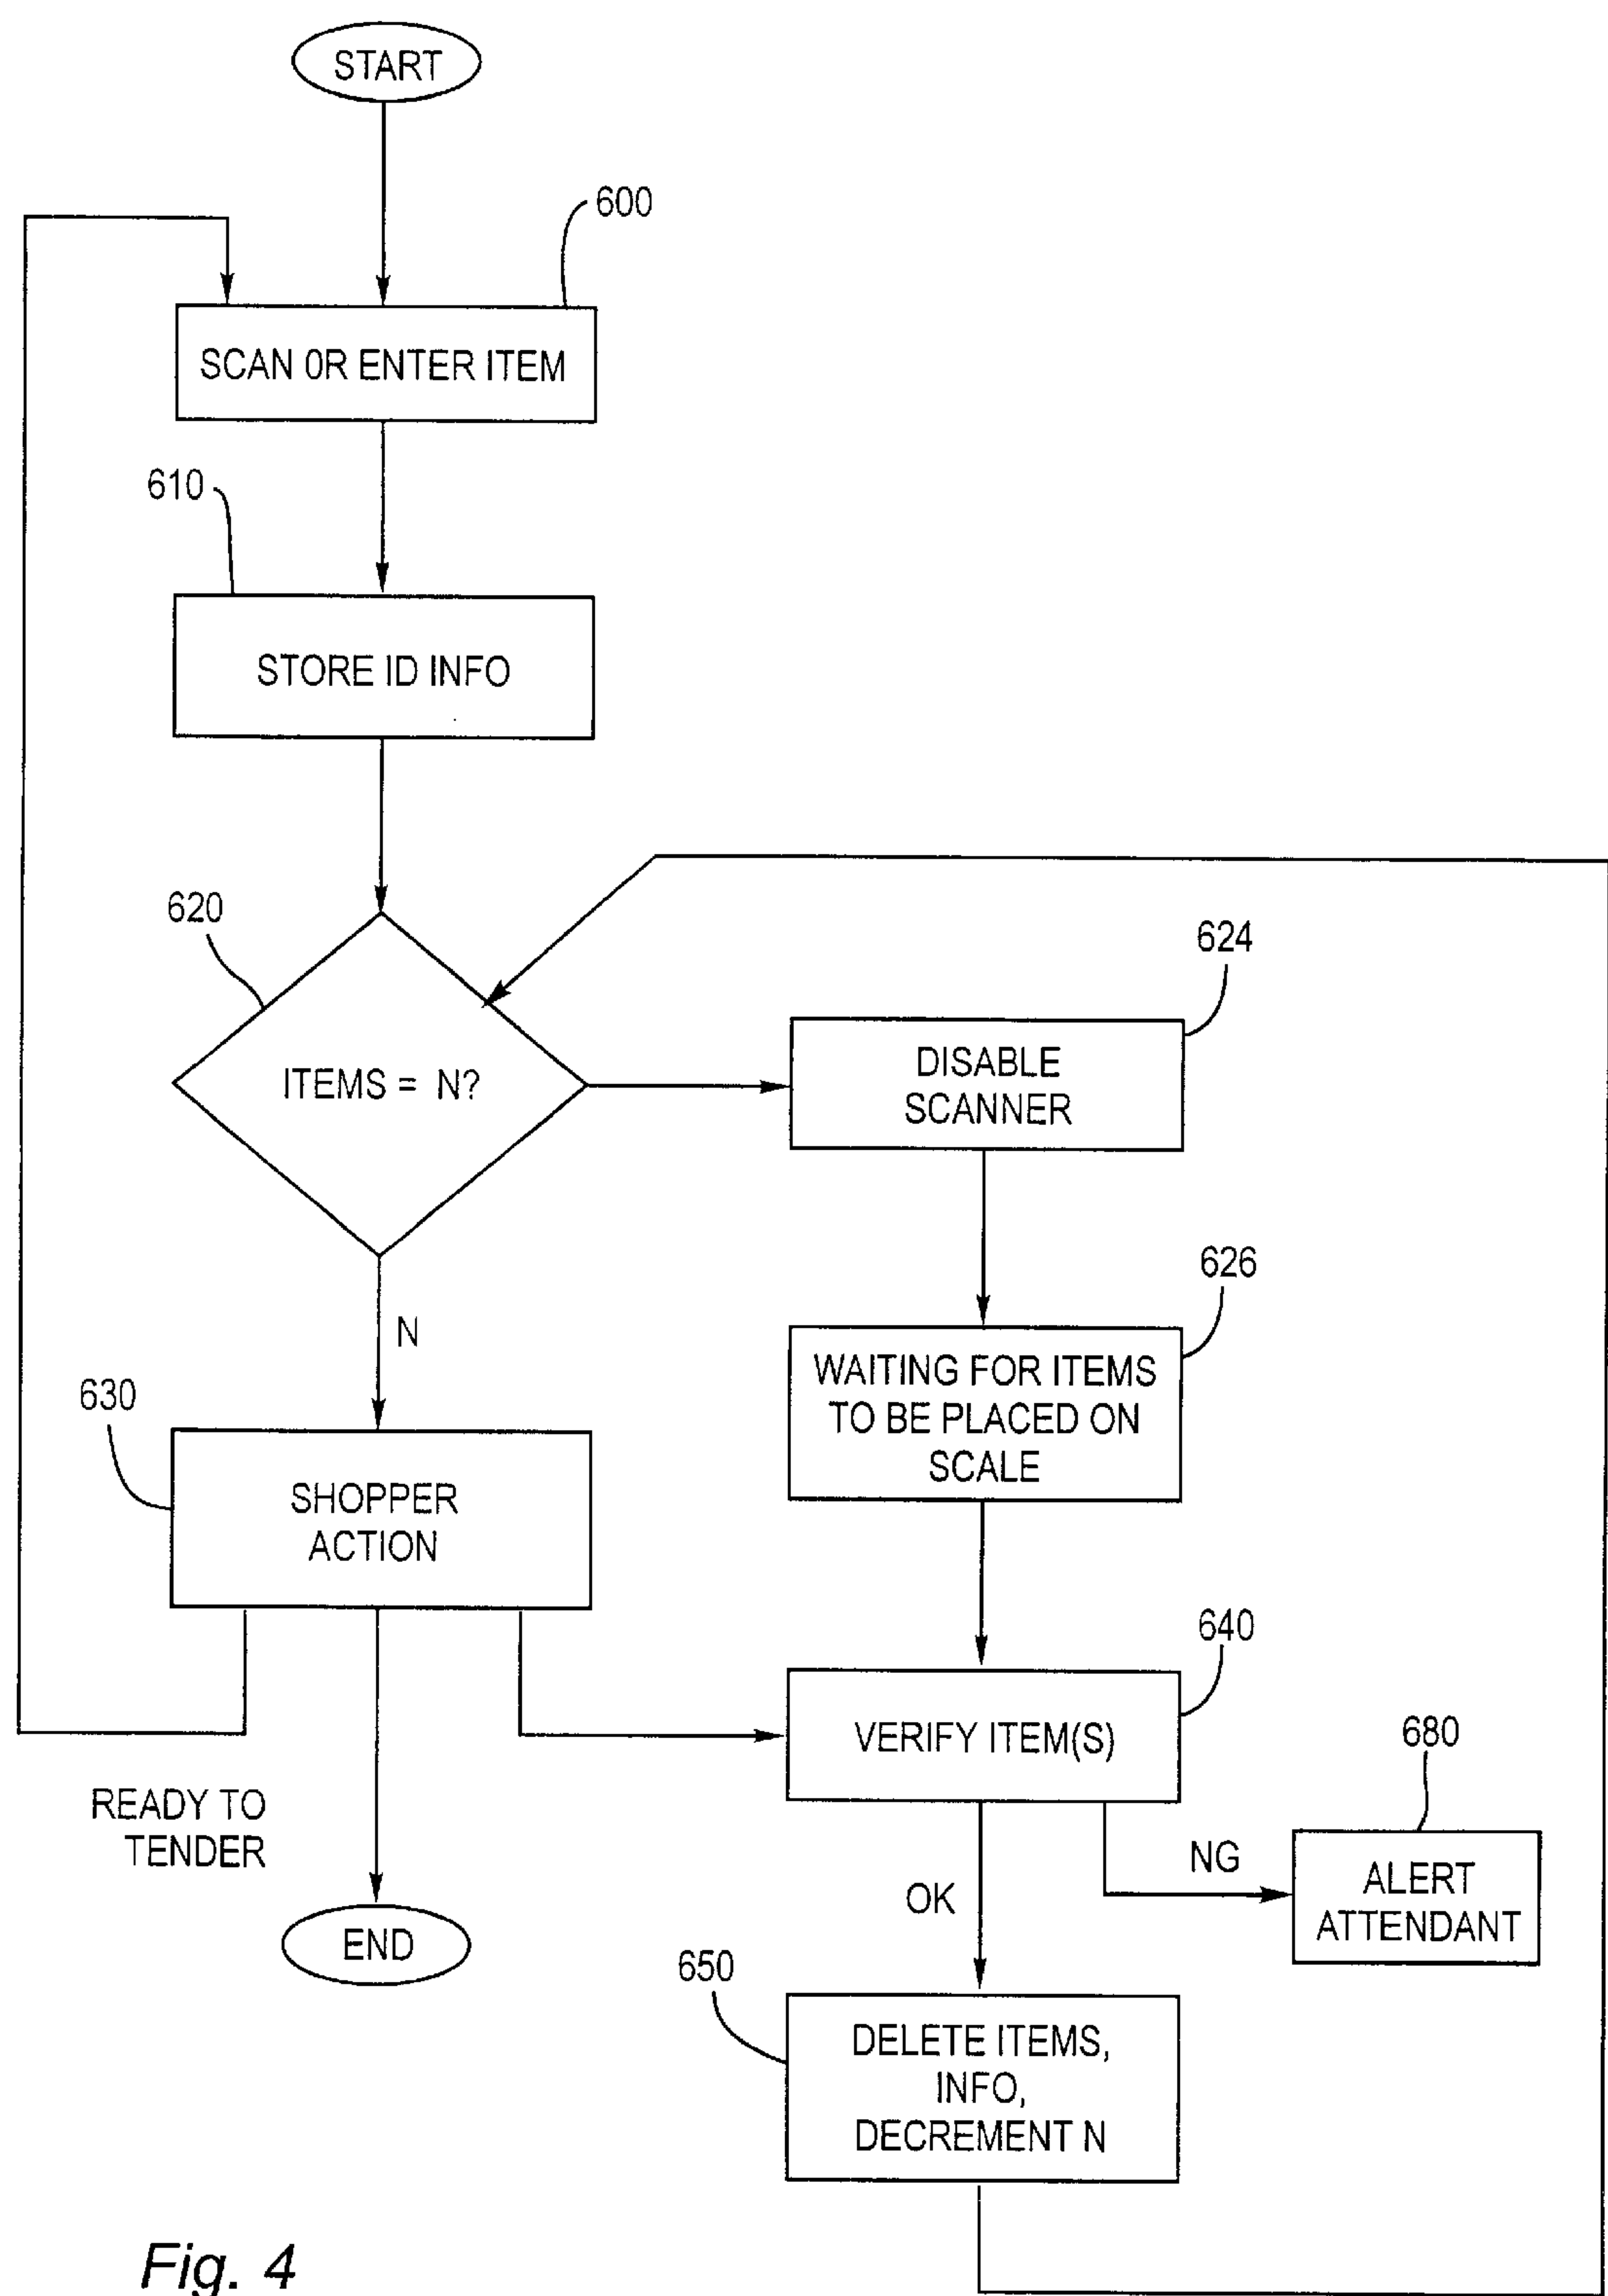 START
600
SCAN OR ENTER ITEM
610
STORE ID INFO
620
ITEMS = N?
624
DISABLE
SCANNER
N
626
WAITING FOR ITEMS
TO BE PLACED ON
SCALE
630
SHOPPER
ACTION
640
VERIFY ITEM(S)
680
READY TO
TENDER
NG
ALERT
ATTENDANT
OK
END
650
DELETE ITEMS,
INFO,
DECREMENT N
Fig. 4